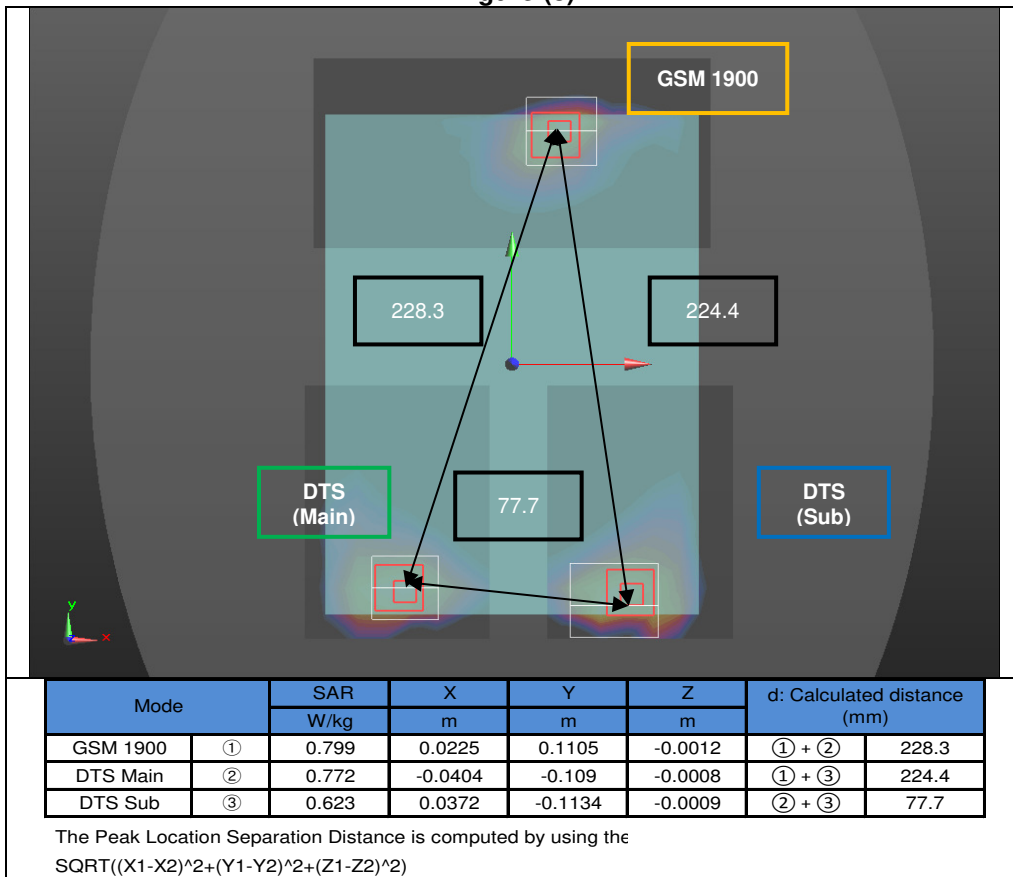 GSM 1900
228.3
224.4
DTS
(Main)
77.7
DTS
(Sub)
y
x
Mode SAR X Y Z d: Calculated distance (mm)
W/kg m m m
GSM 1900 ① 0.799 0.0225 0.1105 -0.0012 ① + ② 228.3
DTS Main ② 0.772 -0.0404 -0.109 -0.0008 ① + ③ 224.4
DTS Sub ③ 0.623 0.0372 -0.1134 -0.0009 ② + ③ 77.7
The Peak Location Separation Distance is computed by using the
SQRT((X1-X2)^2+(Y1-Y2)^2+(Z1-Z2)^2)